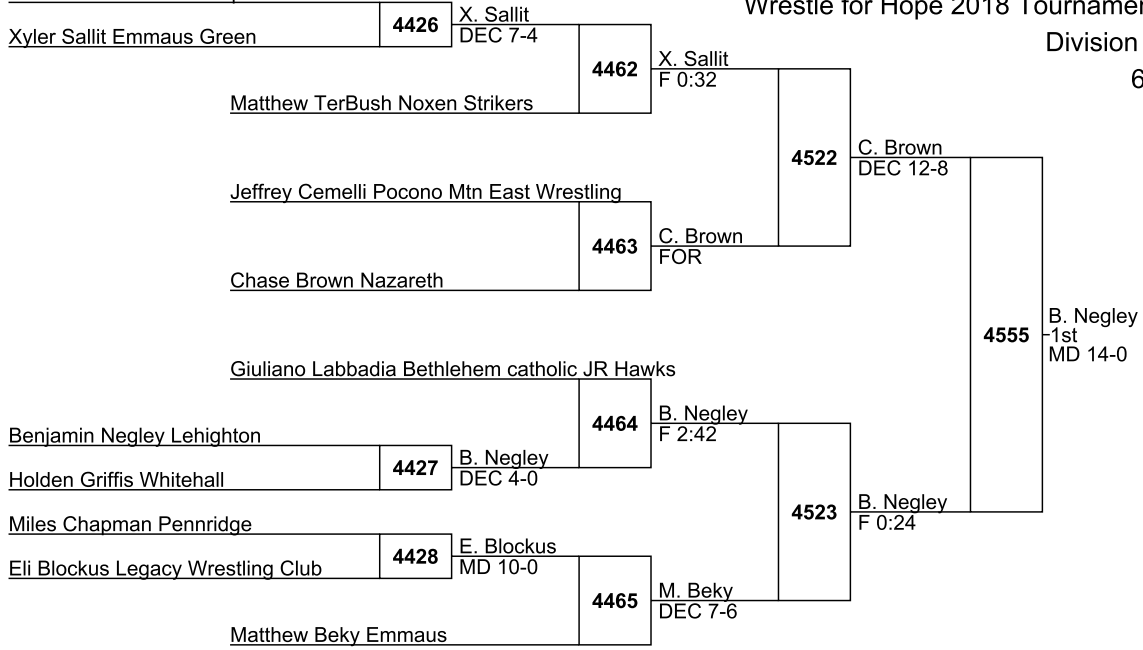 Wrestle for Hope 2018
Division
6
4426
X. Sallit
DEC 7-4
Xyler Sallit Emmaus Green
4462
X. Sallit
F 0:32
Matthew TerBush Noxen Strikers
4522
C. Brown
DEC 12-8
Jeffrey Cemelli Pocono Mtn East Wrestling
4463
C. Brown
FOR
Chase Brown Nazareth
4555
B. Negley
1st
MD 14-0
Giuliano Labbadia Bethlehem catholic JR Hawks
4464
B. Negley
F 2:42
Benjamin Negley Lehighton
4427
B. Negley
DEC 4-0
Holden Griffis Whitehall
4523
B. Negley
F 0:24
Miles Chapman Pennridge
4428
E. Blockus
MD 10-0
Eli Blockus Legacy Wrestling Club
4465
M. Beky
DEC 7-6
Matthew Beky Emmaus